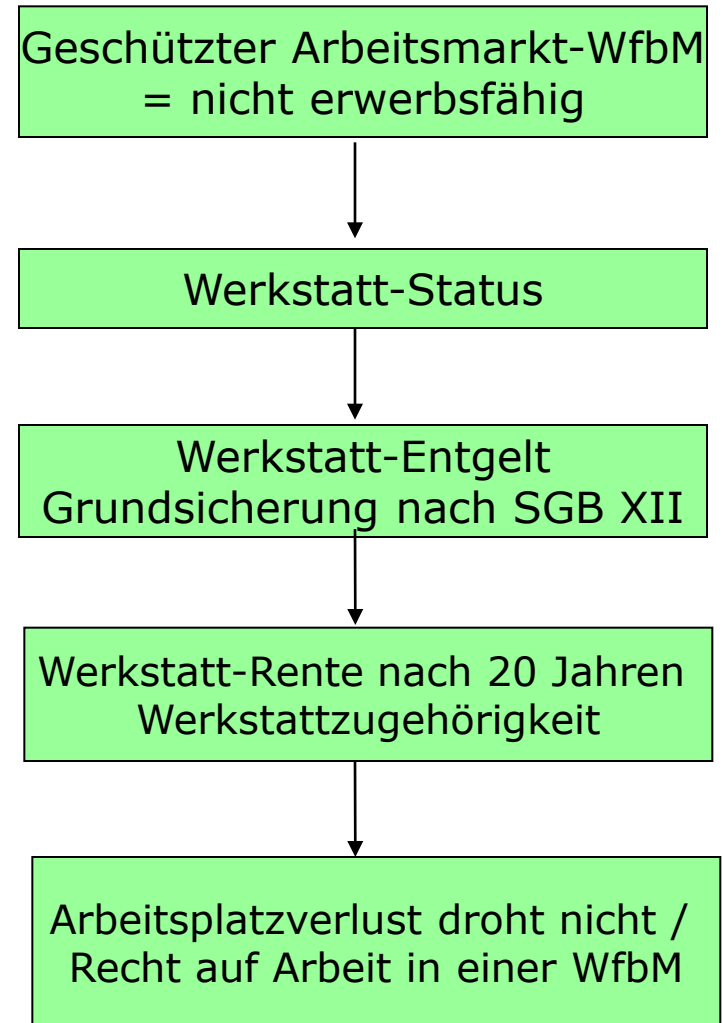 Geschützter Arbeitsmarkt-WfbM
= nicht erwerbsfähig
Werkstatt-Status
Werkstatt-Entgelt
Grundsicherung nach SGB XII
Werkstatt-Rente nach 20 Jahren
Werkstattzugehörigkeit
Arbeitsplatzverlust droht nicht /
Recht auf Arbeit in einer WfbM